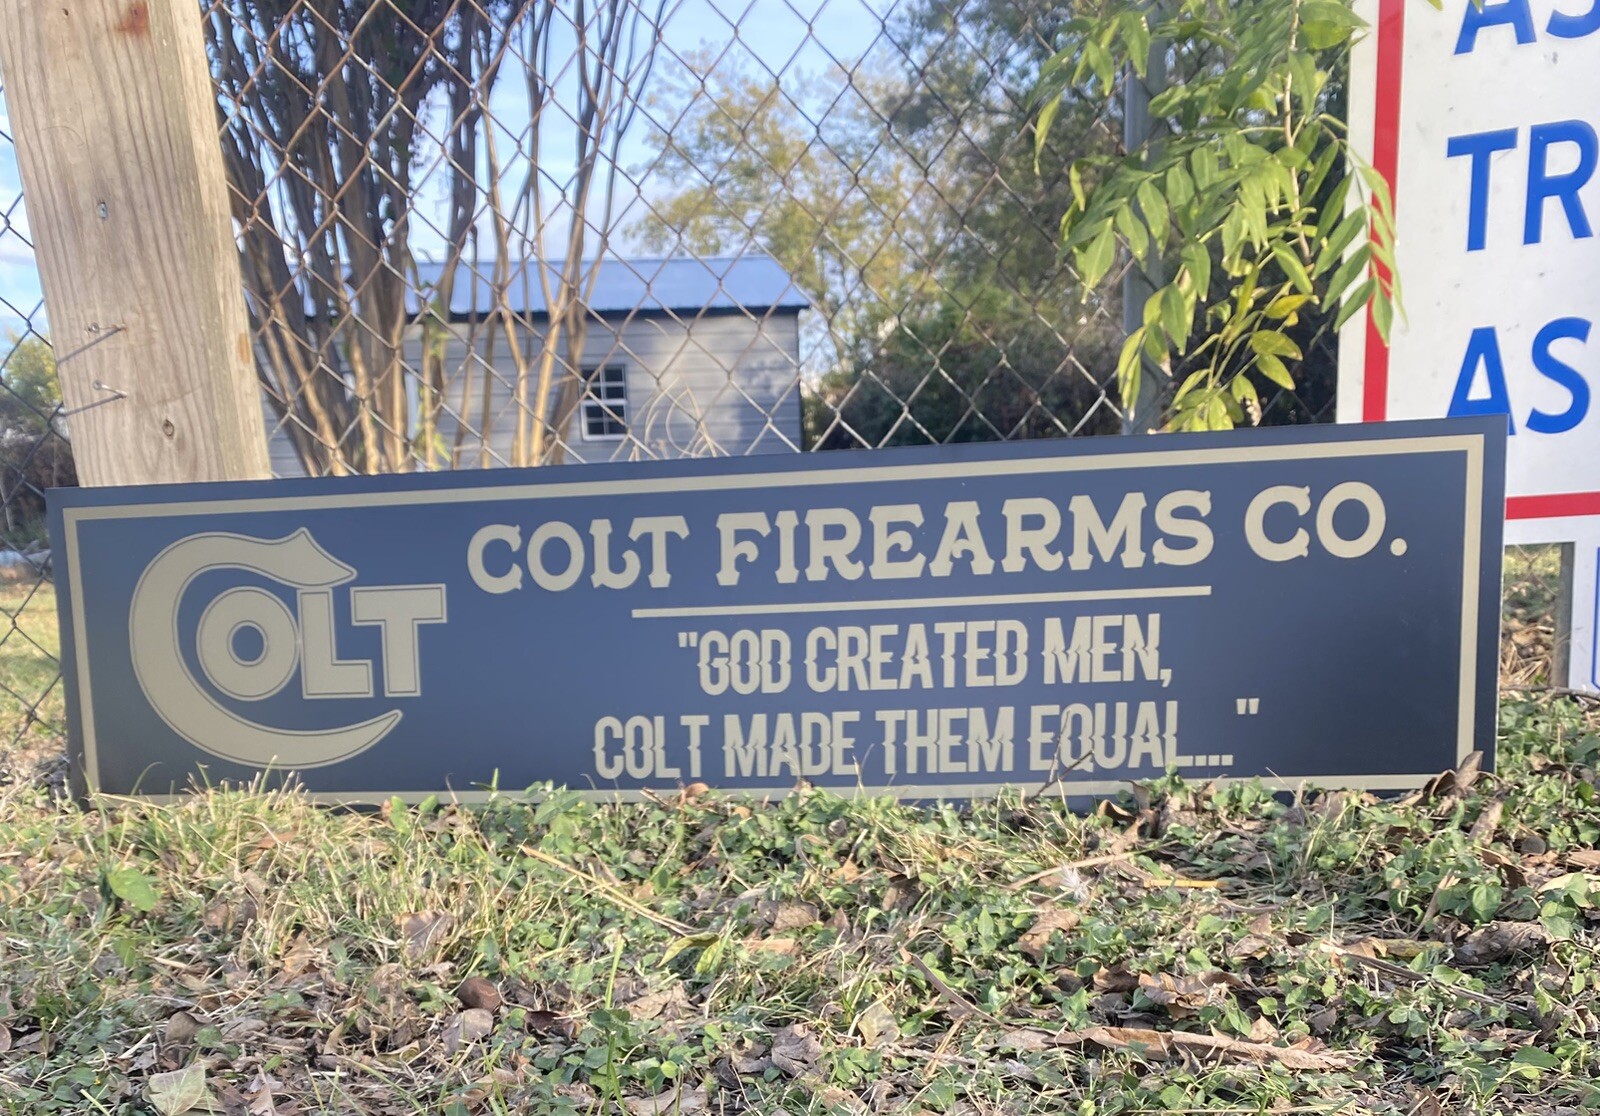 COLT
COLT FIREARMS CO.
"GOD CREATED MEN,
COLT MADE THEM EQUAL..."
AS
TR
AS